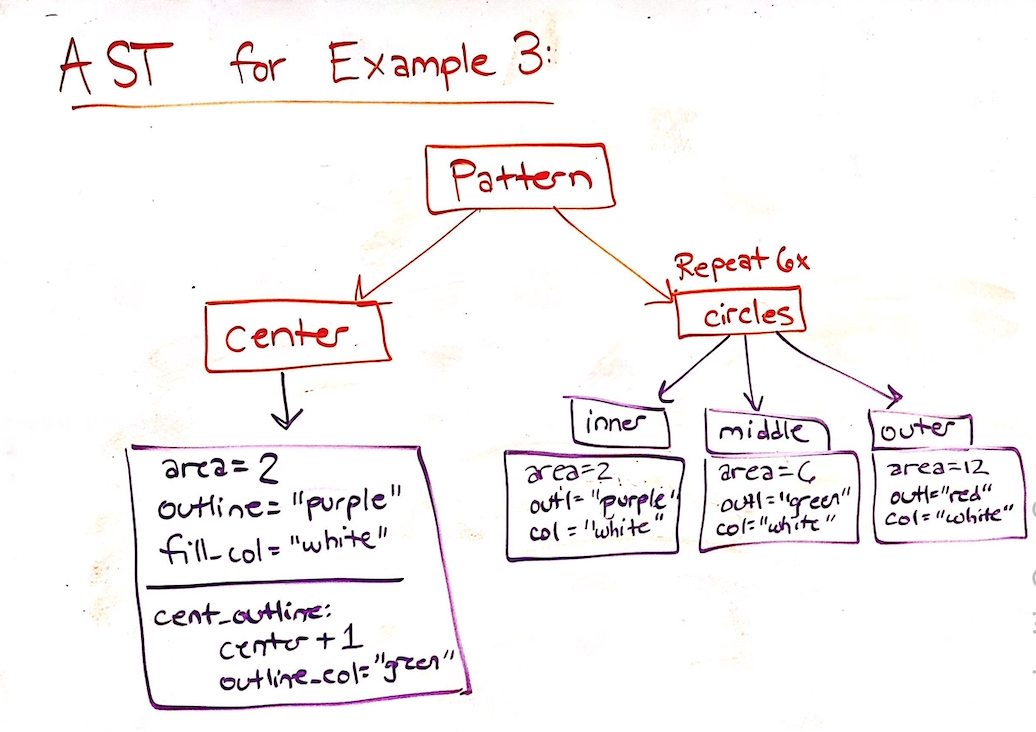 AST for Example 3:
Pattern
Repeat 6x
center
circles
area=2
outline="purple"
fill_col="white"
cent_outline:
center+1
outline_col="green"
inner
area=2
outl="purple"
col="white"
middle
area=6
outl="green"
col="white"
outer
area=12
outl="red"
col="white"